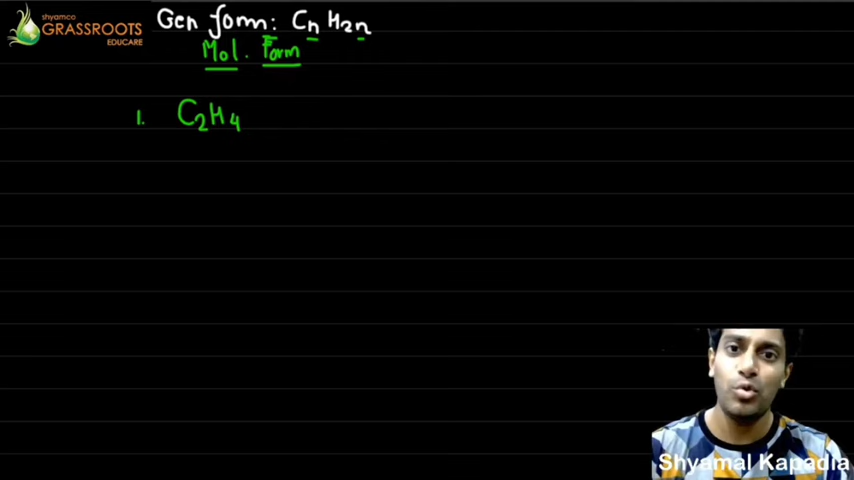 shyamco
GRASSROOTS
EDUCARE
Gen form: CnH2n
Mol. Form
1. C2H4
Shyamal Kapadia